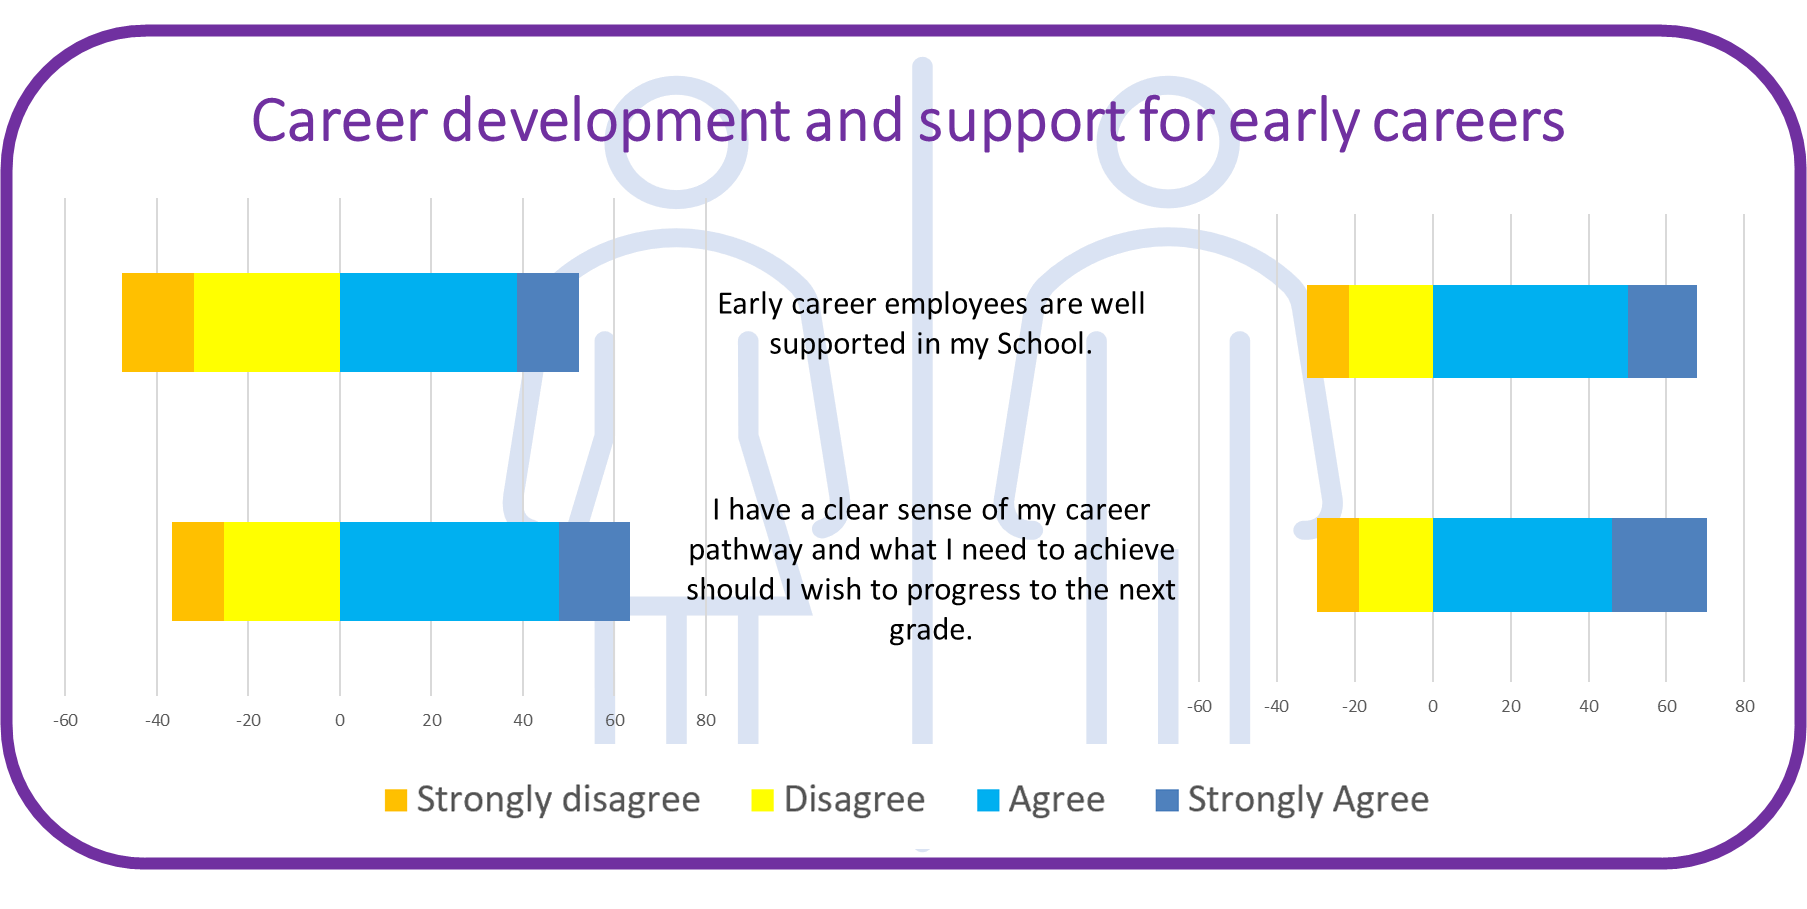 Career development and support for early careers
Early career employees are well
supported in my School.
I have a clear sense of my career
pathway and what I need to achieve
should I wish to progress to the next
grade.
-60 -40 -20 0 20 40 60 80
-60 -40 -20 0 20 40 60 80
Strongly disagree Disagree Agree Strongly Agree